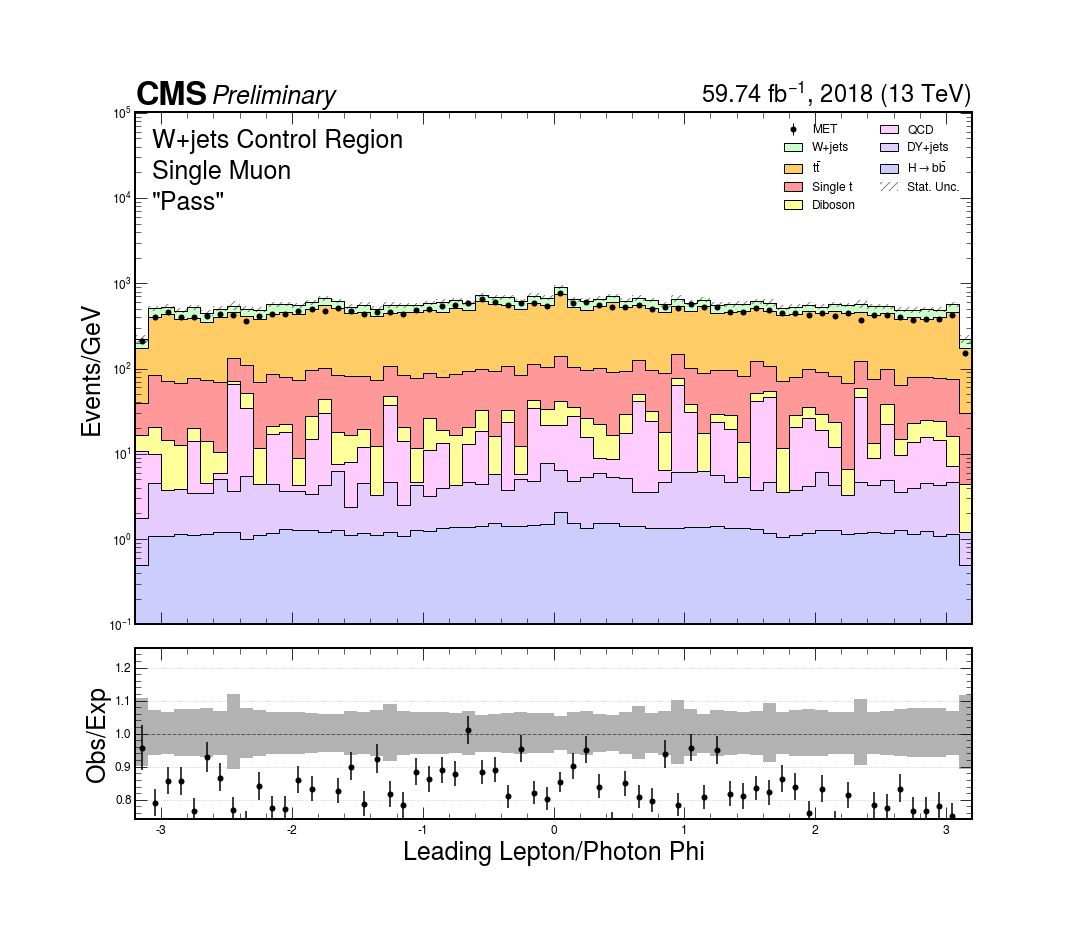 CMS Preliminary
59.74 fb⁻¹, 2018 (13 TeV)
W+jets Control Region
Single Muon
"Pass"
MET
W+jets
tt̄
Single t
Diboson
QCD
DY+jets
H→bb̄
Stat. Unc.
Events/GeV
10⁵
10⁴
10³
10²
10¹
10⁰
10⁻¹
Obs/Exp
1.2
1.1
1.0
0.9
0.8
-3 -2 -1 0 1 2 3
Leading Lepton/Photon Phi